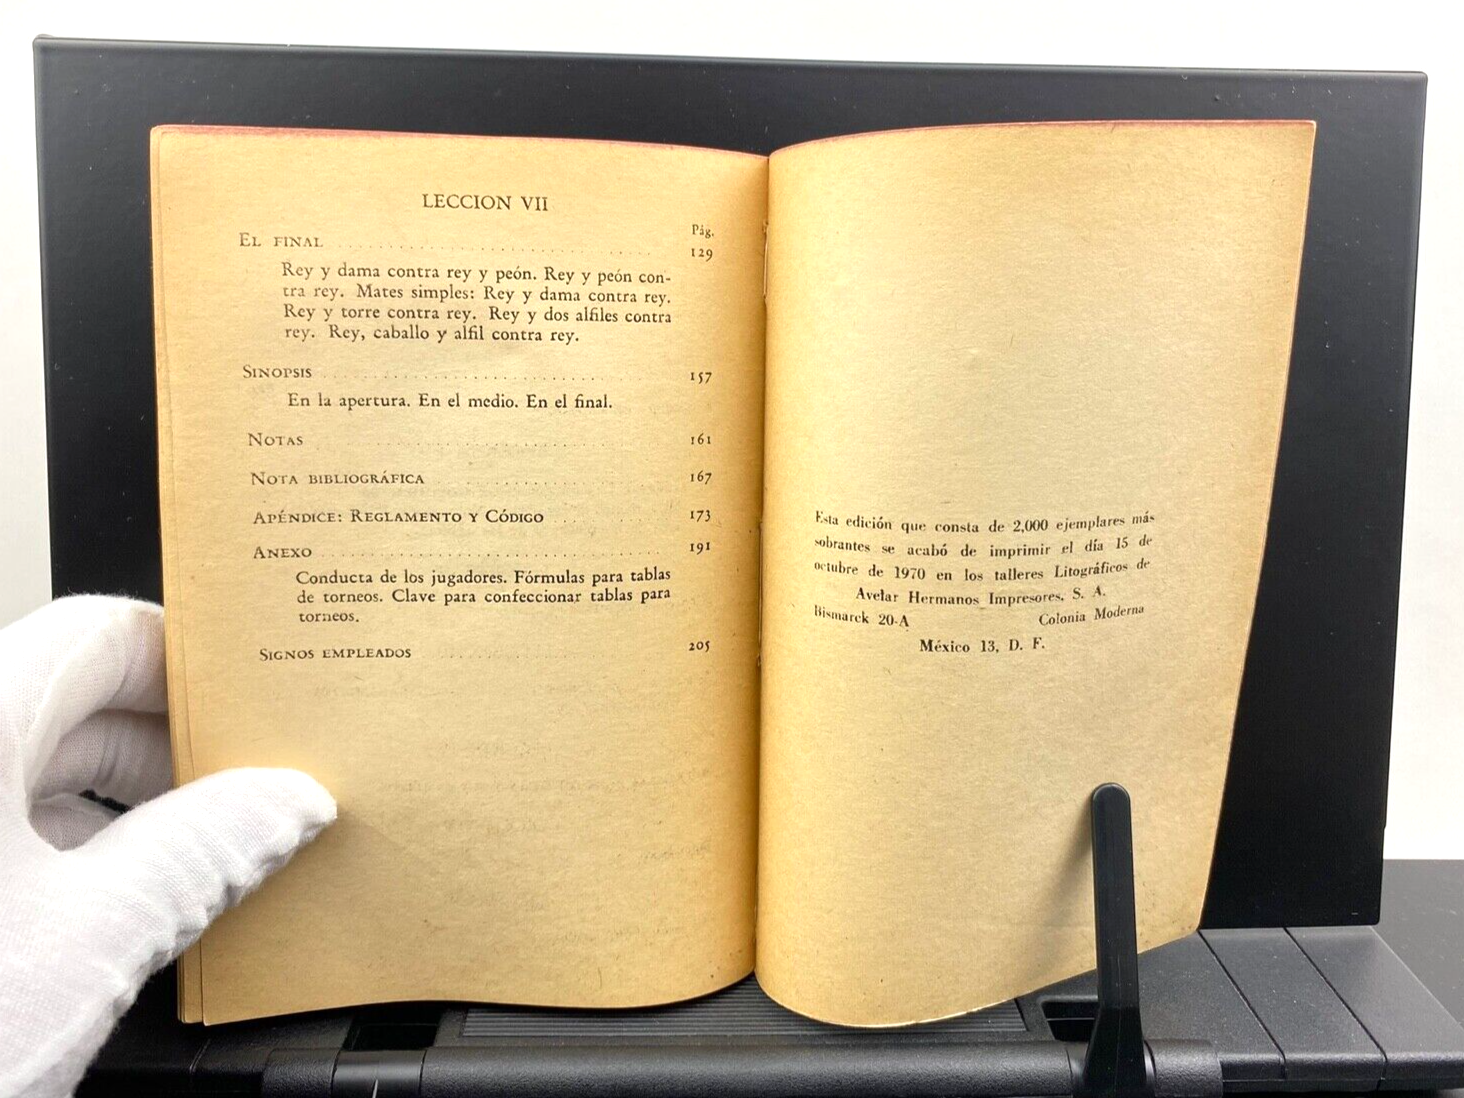 LECCION VII
Pág.
EL FINAL . . . . . . . . . . . . . . . . . . . . . . . . . . . . 129
Rey y dama contra rey y peón. Rey y peón con-
tra rey. Mates simples: Rey y dama contra rey.
Rey y torre contra rey. Rey y dos alfiles contra
rey. Rey, caballo y alfil contra rey.
SINOPSIS . . . . . . . . . . . . . . . . . . . . . . . . . . . . 157
En la apertura. En el medio. En el final.
NOTAS . . . . . . . . . . . . . . . . . . . . . . . . . . . . 161
NOTA BIBLIOGRÁFICA . . . . . . . . . . . . . . . . . . 167
APÉNDICE: REGLAMENTO Y CÓDIGO . . . . . . . . 173
ANEXO . . . . . . . . . . . . . . . . . . . . . . . . . . . . 191
Conducta de los jugadores. Fórmulas para tablas
de torneos. Clave para confeccionar tablas para
torneos.
SIGNOS EMPLEADOS . . . . . . . . . . . . . . . . . . 205
Esta edición que consta de 2,000 ejemplares más
sobrantes se acabó de imprimir el día 15 de
octubre de 1970 en los talleres Litográficos de
Avelar Hermanos Impresores, S. A.
Bismarck 20-A Colonia Moderna
México 13, D. F.